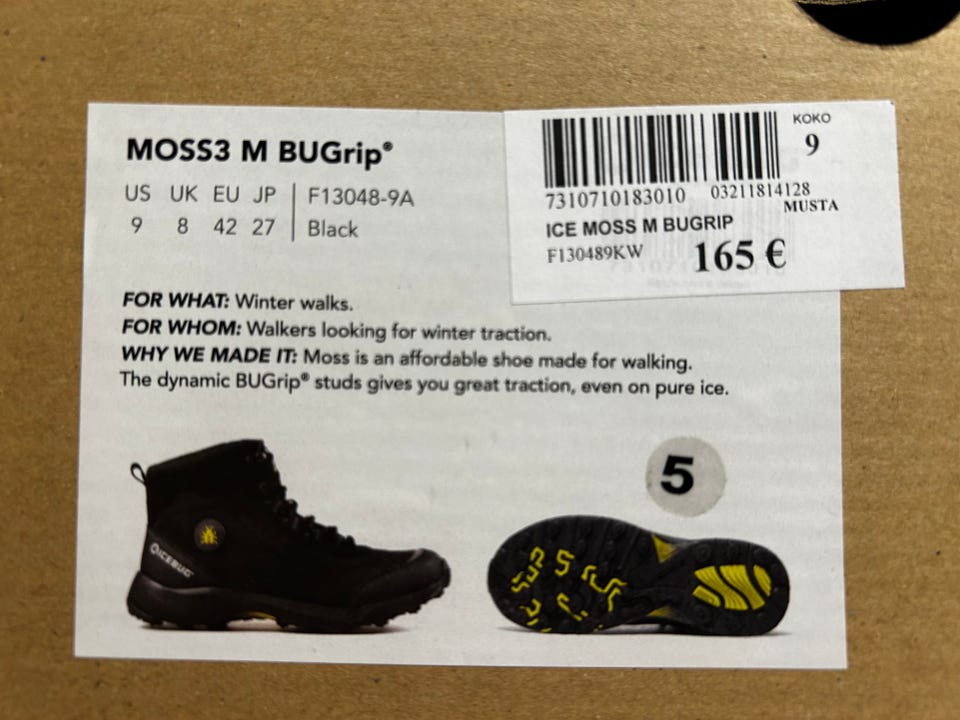 MOSS3 M BUGrip®
US UK EU JP F13048-9A
9 8 42 27 Black
KOKO
9
7310710183010 03211814128
MUSTA
ICE MOSS M BUGRIP
F130489KW 165 €
FOR WHAT: Winter walks.
FOR WHOM: Walkers looking for winter traction.
WHY WE MADE IT: Moss is an affordable shoe made for walking.
The dynamic BUGrip® studs gives you great traction, even on pure ice.
5
ICEBUG